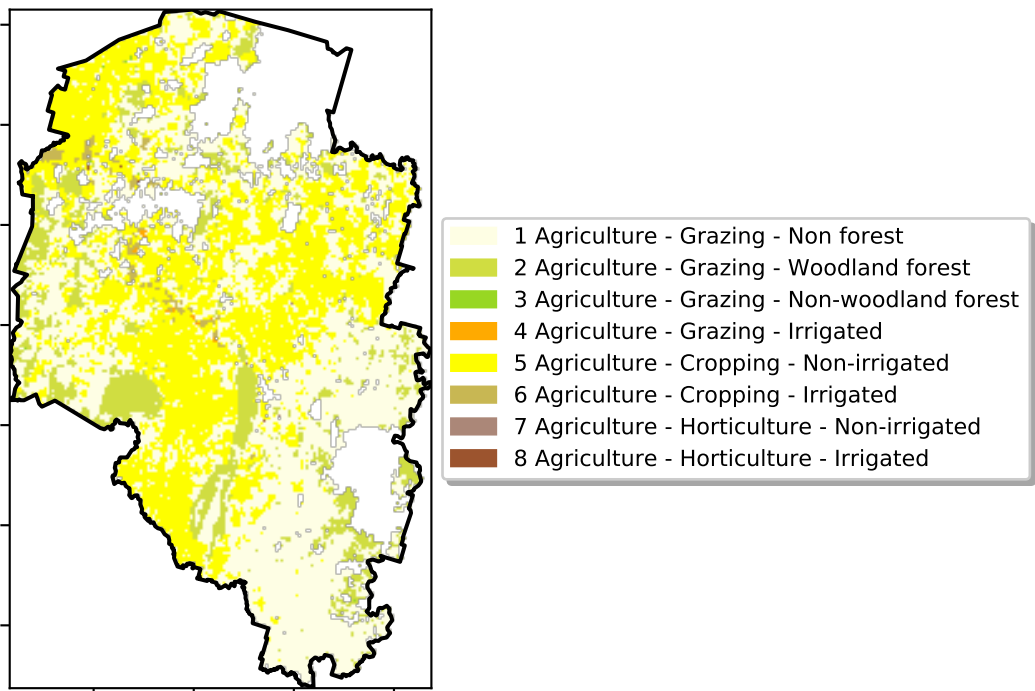 1 Agriculture - Grazing - Non forest
2 Agriculture - Grazing - Woodland forest
3 Agriculture - Grazing - Non-woodland forest
4 Agriculture - Grazing - Irrigated
5 Agriculture - Cropping - Non-irrigated
6 Agriculture - Cropping - Irrigated
7 Agriculture - Horticulture - Non-irrigated
8 Agriculture - Horticulture - Irrigated